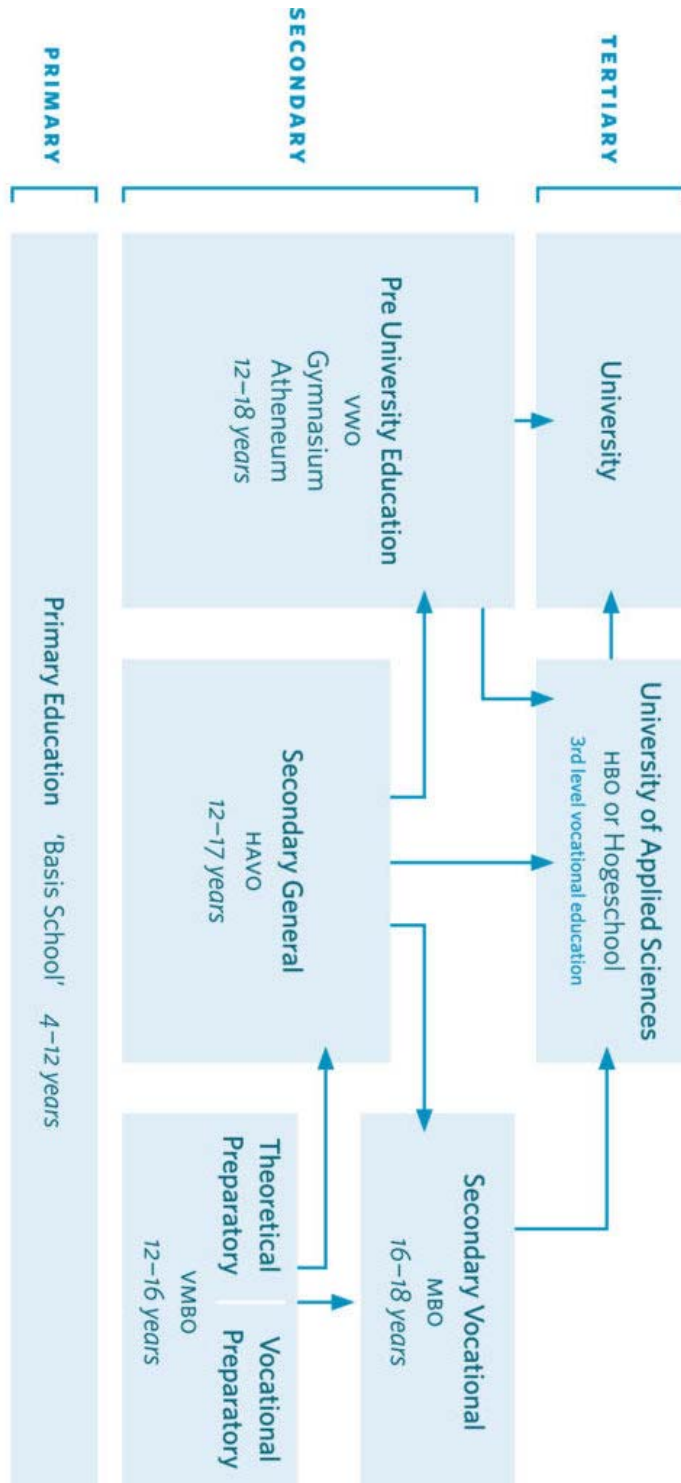 TERTIARY
University
University of Applied Sciences
HBO or Hogeschool
3rd level vocational education
SECONDARY
Pre University Education
VWO
Gymnasium
Atheneum
12–18 years
Secondary General
HAVO
12–17 years
Secondary Vocational
MBO
16–18 years
Theoretical
Preparatory
Vocational
Preparatory
VMBO
12–16 years
PRIMARY
Primary Education 'Basis School' 4–12 years